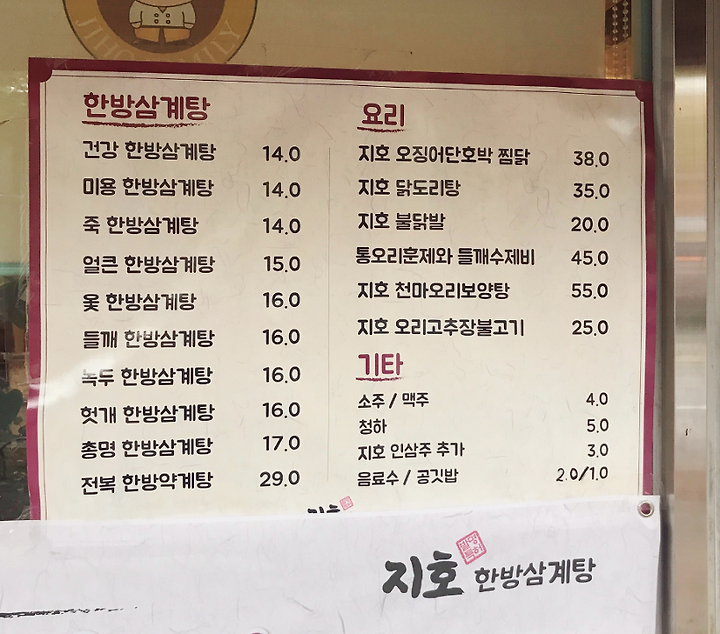 JIHO FAMILY
한방삼계탕
건강 한방삼계탕 14.0
미용 한방삼계탕 14.0
죽 한방삼계탕 14.0
얼큰 한방삼계탕 15.0
옻 한방삼계탕 16.0
들깨 한방삼계탕 16.0
녹두 한방삼계탕 16.0
헛개 한방삼계탕 16.0
총명 한방삼계탕 17.0
전복 한방약계탕 29.0
요리
지호 오징어단호박 찜닭 38.0
지호 닭도리탕 35.0
지호 불닭발 20.0
통오리훈제와 들깨수제비 45.0
지호 천마오리보양탕 55.0
지호 오리고추장불고기 25.0
기타
소주 / 맥주 4.0
청하 5.0
지호 인삼주 추가 3.0
음료수 / 공깃밥 2.0/1.0
지호
지호 한방삼계탕